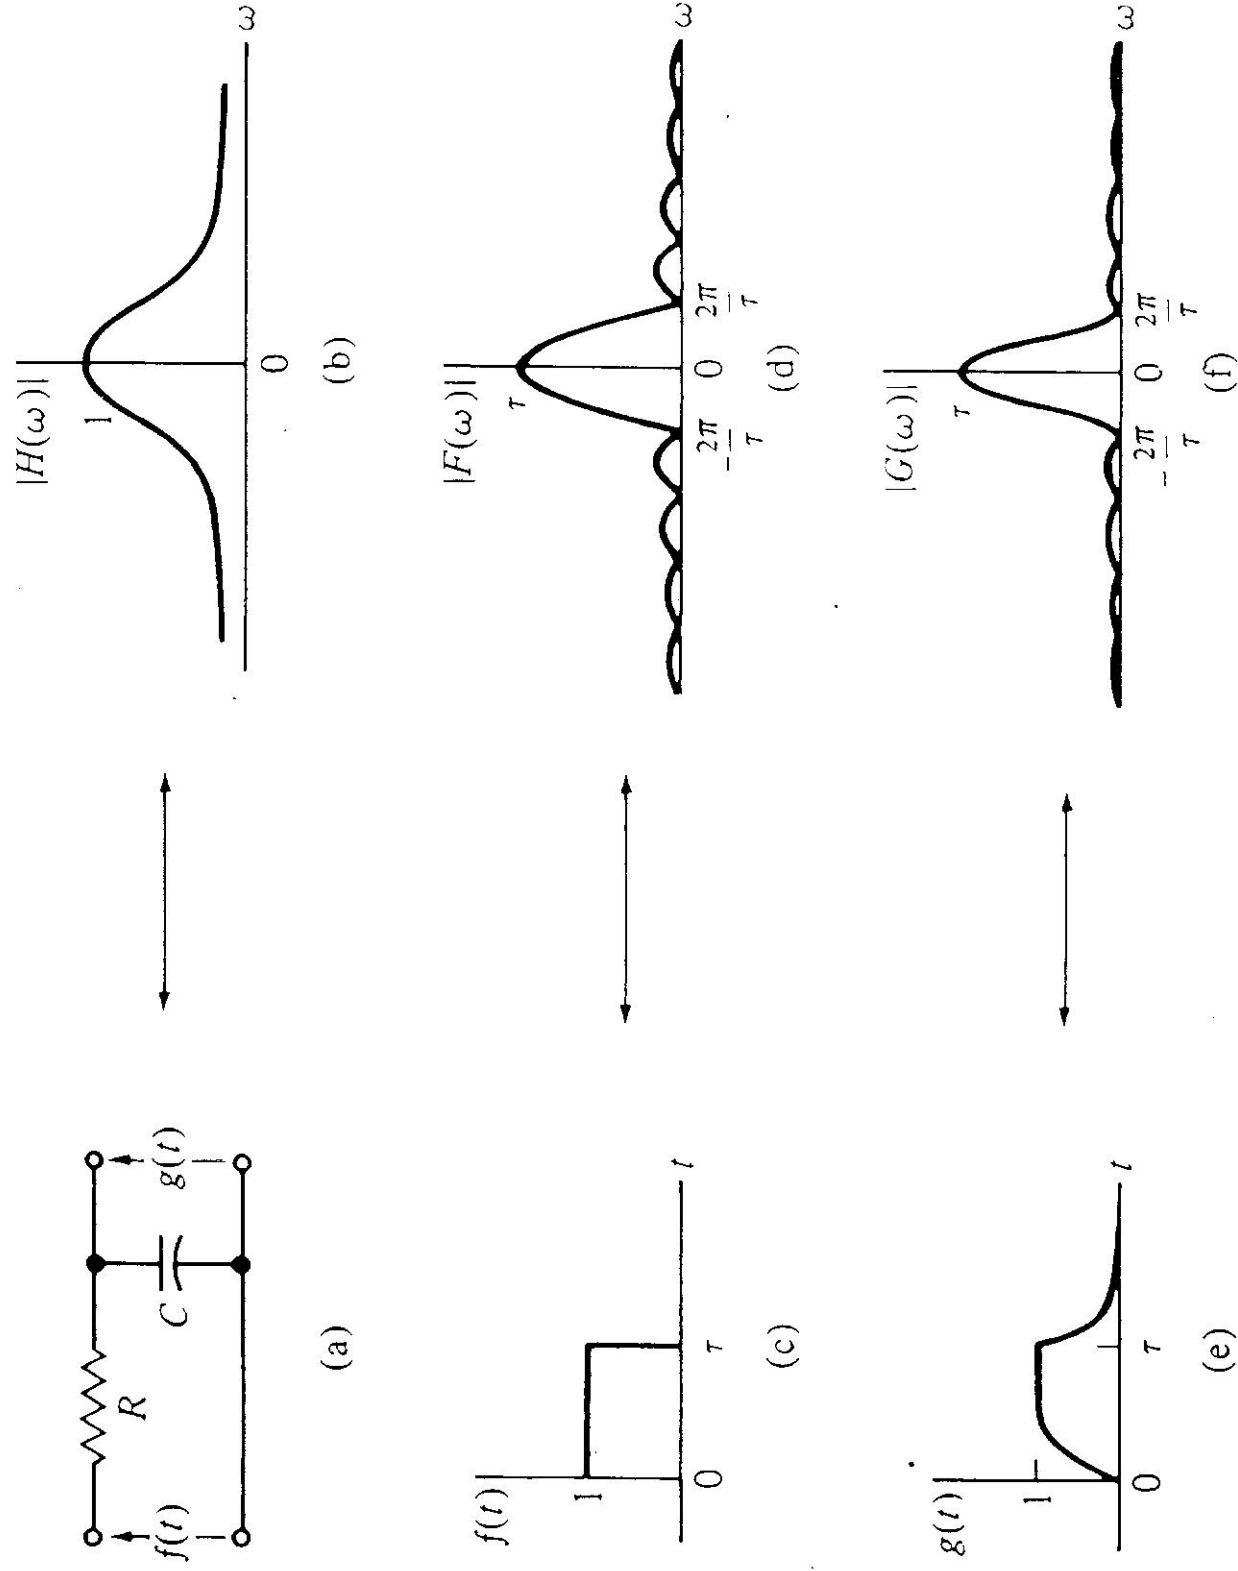 f(t)
R
C
g(t)
(a)
|H(ω)|
1
0
ω
(b)
f(t)
1
0
τ
t
(c)
|F(ω)|
τ
-2π/τ
0
2π/τ
ω
(d)
g(t)
1
0
τ
t
(e)
|G(ω)|
τ
-2π/τ
0
2π/τ
ω
(f)